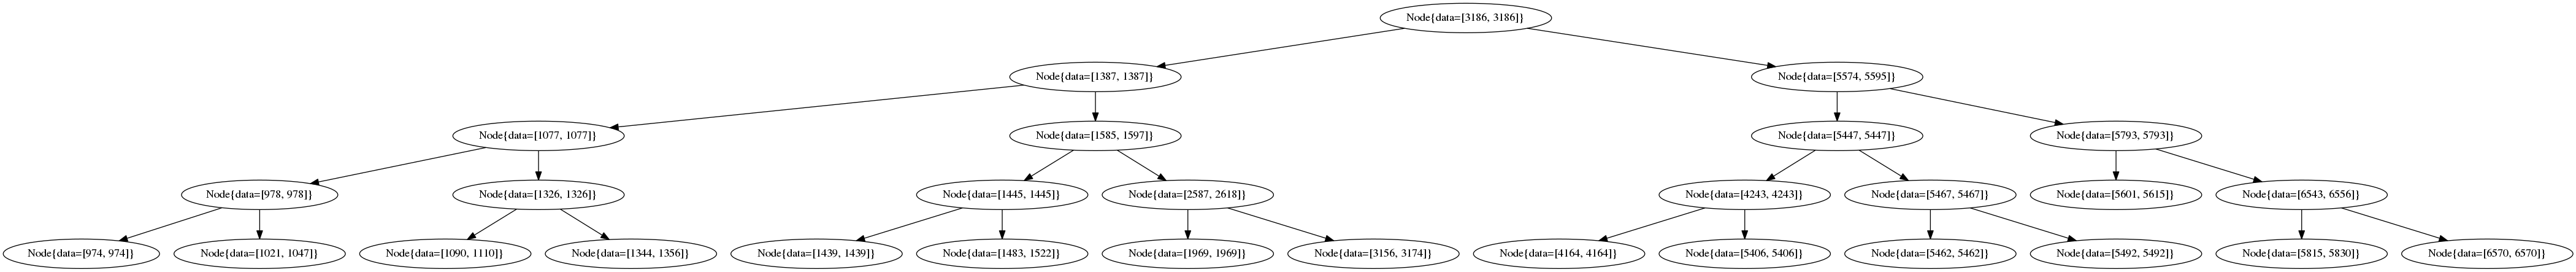 Node{data=[3186, 3186]}
Node{data=[1387, 1387]}
Node{data=[5574, 5595]}
Node{data=[1077, 1077]}
Node{data=[1585, 1597]}
Node{data=[5447, 5447]}
Node{data=[5793, 5793]}
Node{data=[978, 978]}
Node{data=[1326, 1326]}
Node{data=[1445, 1445]}
Node{data=[2587, 2618]}
Node{data=[4243, 4243]}
Node{data=[5467, 5467]}
Node{data=[5601, 5615]}
Node{data=[6543, 6556]}
Node{data=[974, 974]}
Node{data=[1021, 1047]}
Node{data=[1090, 1110]}
Node{data=[1344, 1356]}
Node{data=[1439, 1439]}
Node{data=[1483, 1522]}
Node{data=[1969, 1969]}
Node{data=[3156, 3174]}
Node{data=[4164, 4164]}
Node{data=[5406, 5406]}
Node{data=[5462, 5462]}
Node{data=[5492, 5492]}
Node{data=[5815, 5830]}
Node{data=[6570, 6570]}